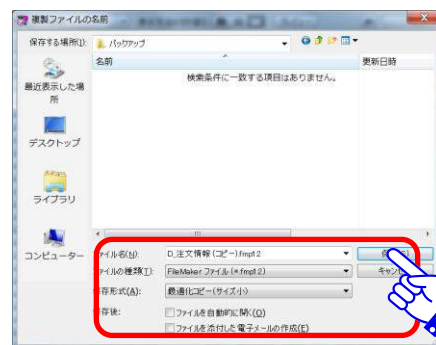 複製ファイルの名前
保存する場所(I): バックアップ
名前 更新日時
検索条件に一致する項目はありません。
最近表示した場
所
デスクトップ
ライブラリ
コンピューター
ファイル名(N): D_注文情報 (コピー).fmp12
ファイルの種類(T): FileMaker ファイル (*.fmp12)
保存形式(A): 最適化コピー(サイズ小)
保存後: ファイルを自動的に開く(O)
ファイルを添付した電子メールの作成(E)